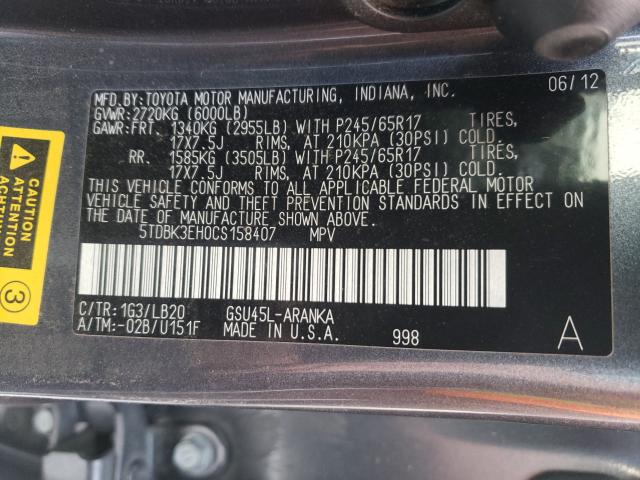 MFD.BY:TOYOTA MOTOR MANUFACTURING, INDIANA, INC. 06/12
GVWR:2720KG (6000LB)
GAWR:FRT. 1340KG (2955LB) WITH P245/65R17 TIRES,
17X7.5J RIMS, AT 210KPA (30PSI) COLD.
RR. 1585KG (3505LB) WITH P245/65R17 TIRES,
17X7.5J RIMS, AT 210KPA (30PSI) COLD.
THIS VEHICLE CONFORMS TO ALL APPLICABLE FEDERAL MOTOR
VEHICLE SAFETY AND THEFT PREVENTION STANDARDS IN EFFECT ON
THE DATE OF MANUFACTURE SHOWN ABOVE.
5TDBK3EH0CS158407 MPV
C/TR:1G3/LB20 GSU45L-ARANKA
A/TM:-02B/U151F MADE IN U.S.A. 998 A
CAUTION
ATTENTION
ACHTUNG
3